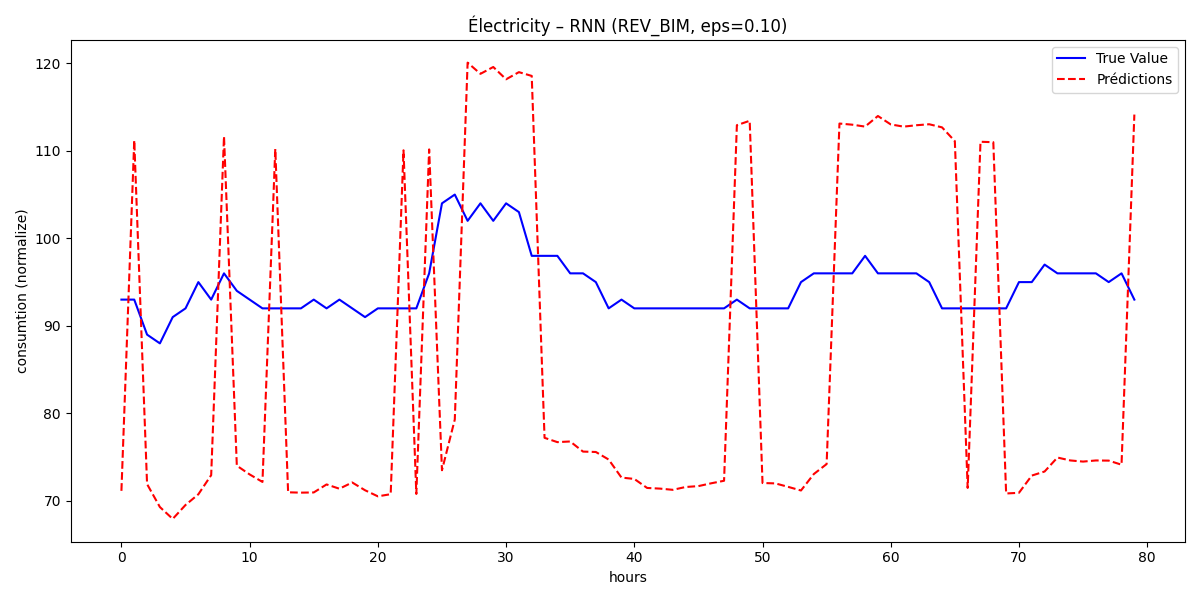 Électricity – RNN (REV_BIM, eps=0.10)
True Value
Prédictions
consumtion (normalize)
120
110
100
90
80
70
0 10 20 30 40 50 60 70 80
hours